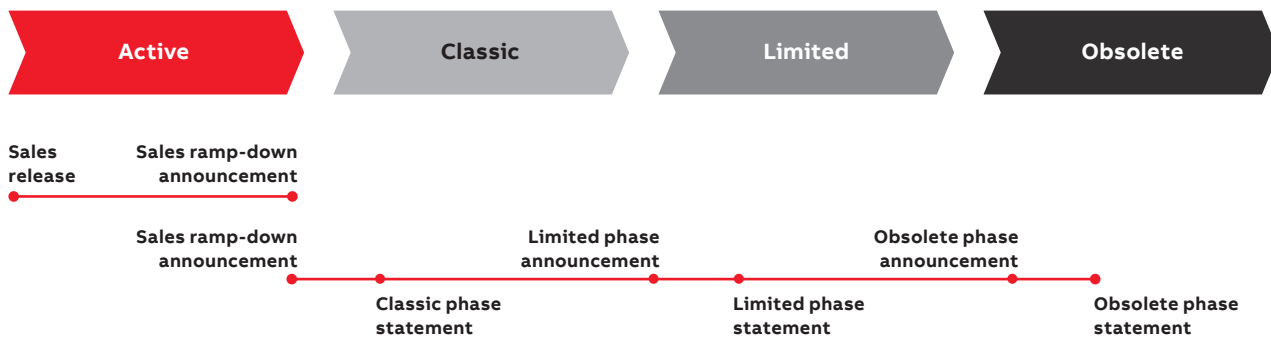 Active
Classic
Limited
Obsolete
Sales
release
Sales ramp-down
announcement
Sales ramp-down
announcement
Limited phase
announcement
Obsolete phase
announcement
Classic phase
statement
Limited phase
statement
Obsolete phase
statement